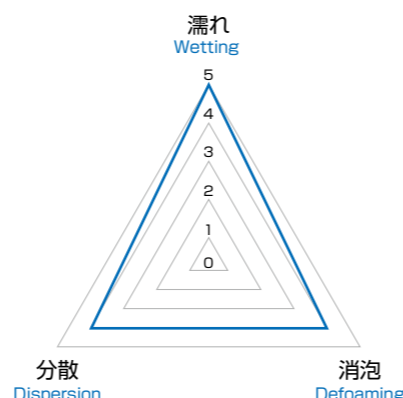 濡れ
Wetting
5
4
3
2
1
0
分散
Dispersion
消泡
Defoaming